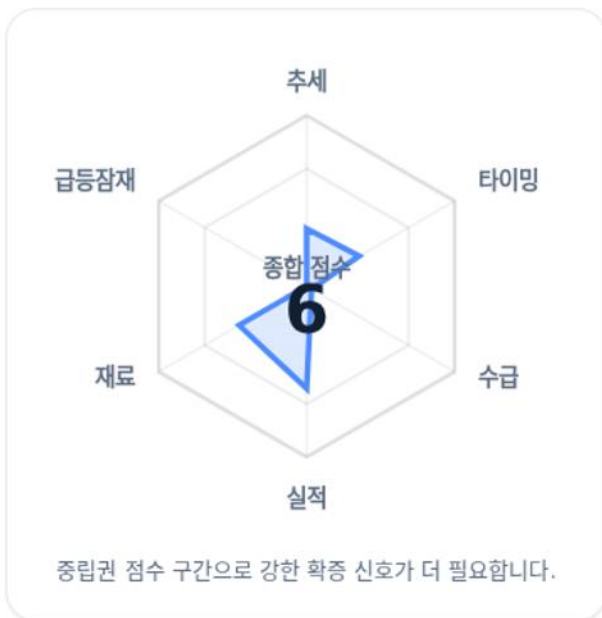 추세
급등잠재
타이밍
종합 점수
6
재료
수급
실적
중립권 점수 구간으로 강한 확증 신호가 더 필요합니다.